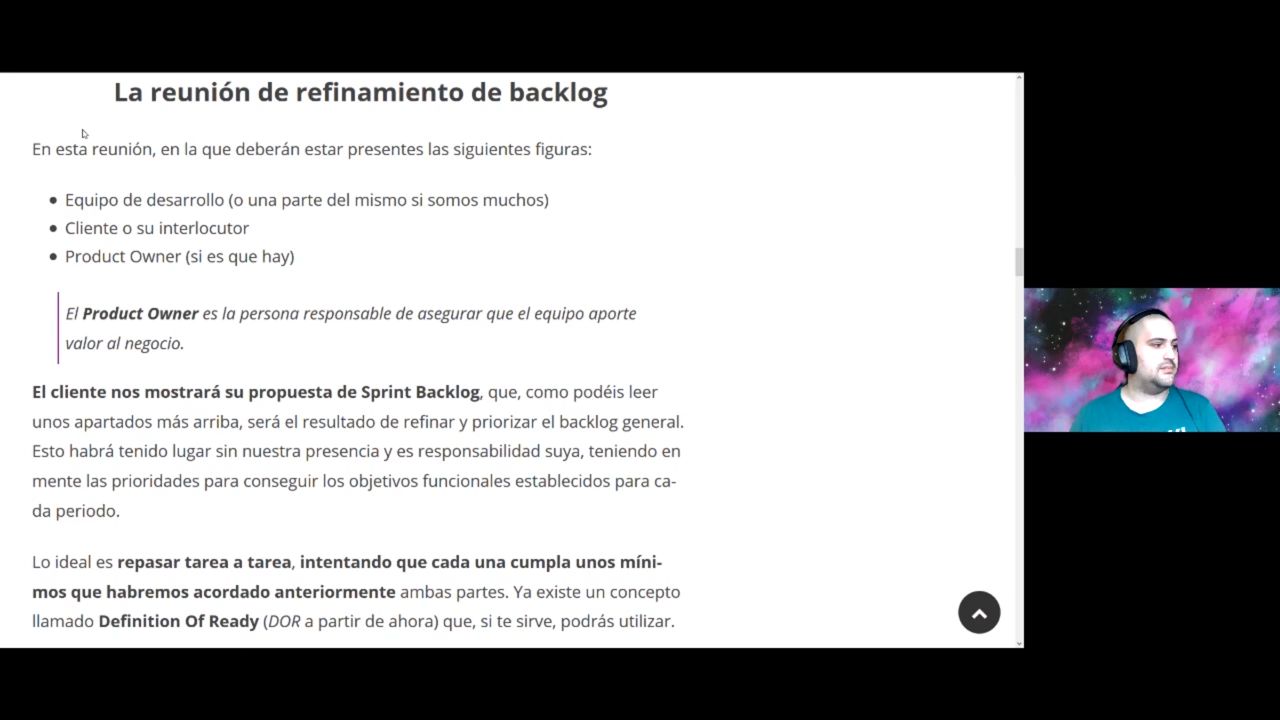 La reunión de refinamiento de backlog
En esta reunión, en la que deberán estar presentes las siguientes figuras:
Equipo de desarrollo (o una parte del mismo si somos muchos)
Cliente o su interlocutor
Product Owner (si es que hay)
El Product Owner es la persona responsable de asegurar que el equipo aporte
valor al negocio.
El cliente nos mostrará su propuesta de Sprint Backlog, que, como podéis leer
unos apartados más arriba, será el resultado de refinar y priorizar el backlog general.
Esto habrá tenido lugar sin nuestra presencia y es responsabilidad suya, teniendo en
mente las prioridades para conseguir los objetivos funcionales establecidos para ca-
da periodo.
Lo ideal es repasar tarea a tarea, intentando que cada una cumpla unos míni-
mos que habremos acordado anteriormente ambas partes. Ya existe un concepto
llamado Definition Of Ready (DOR a partir de ahora) que, si te sirve, podrás utilizar.